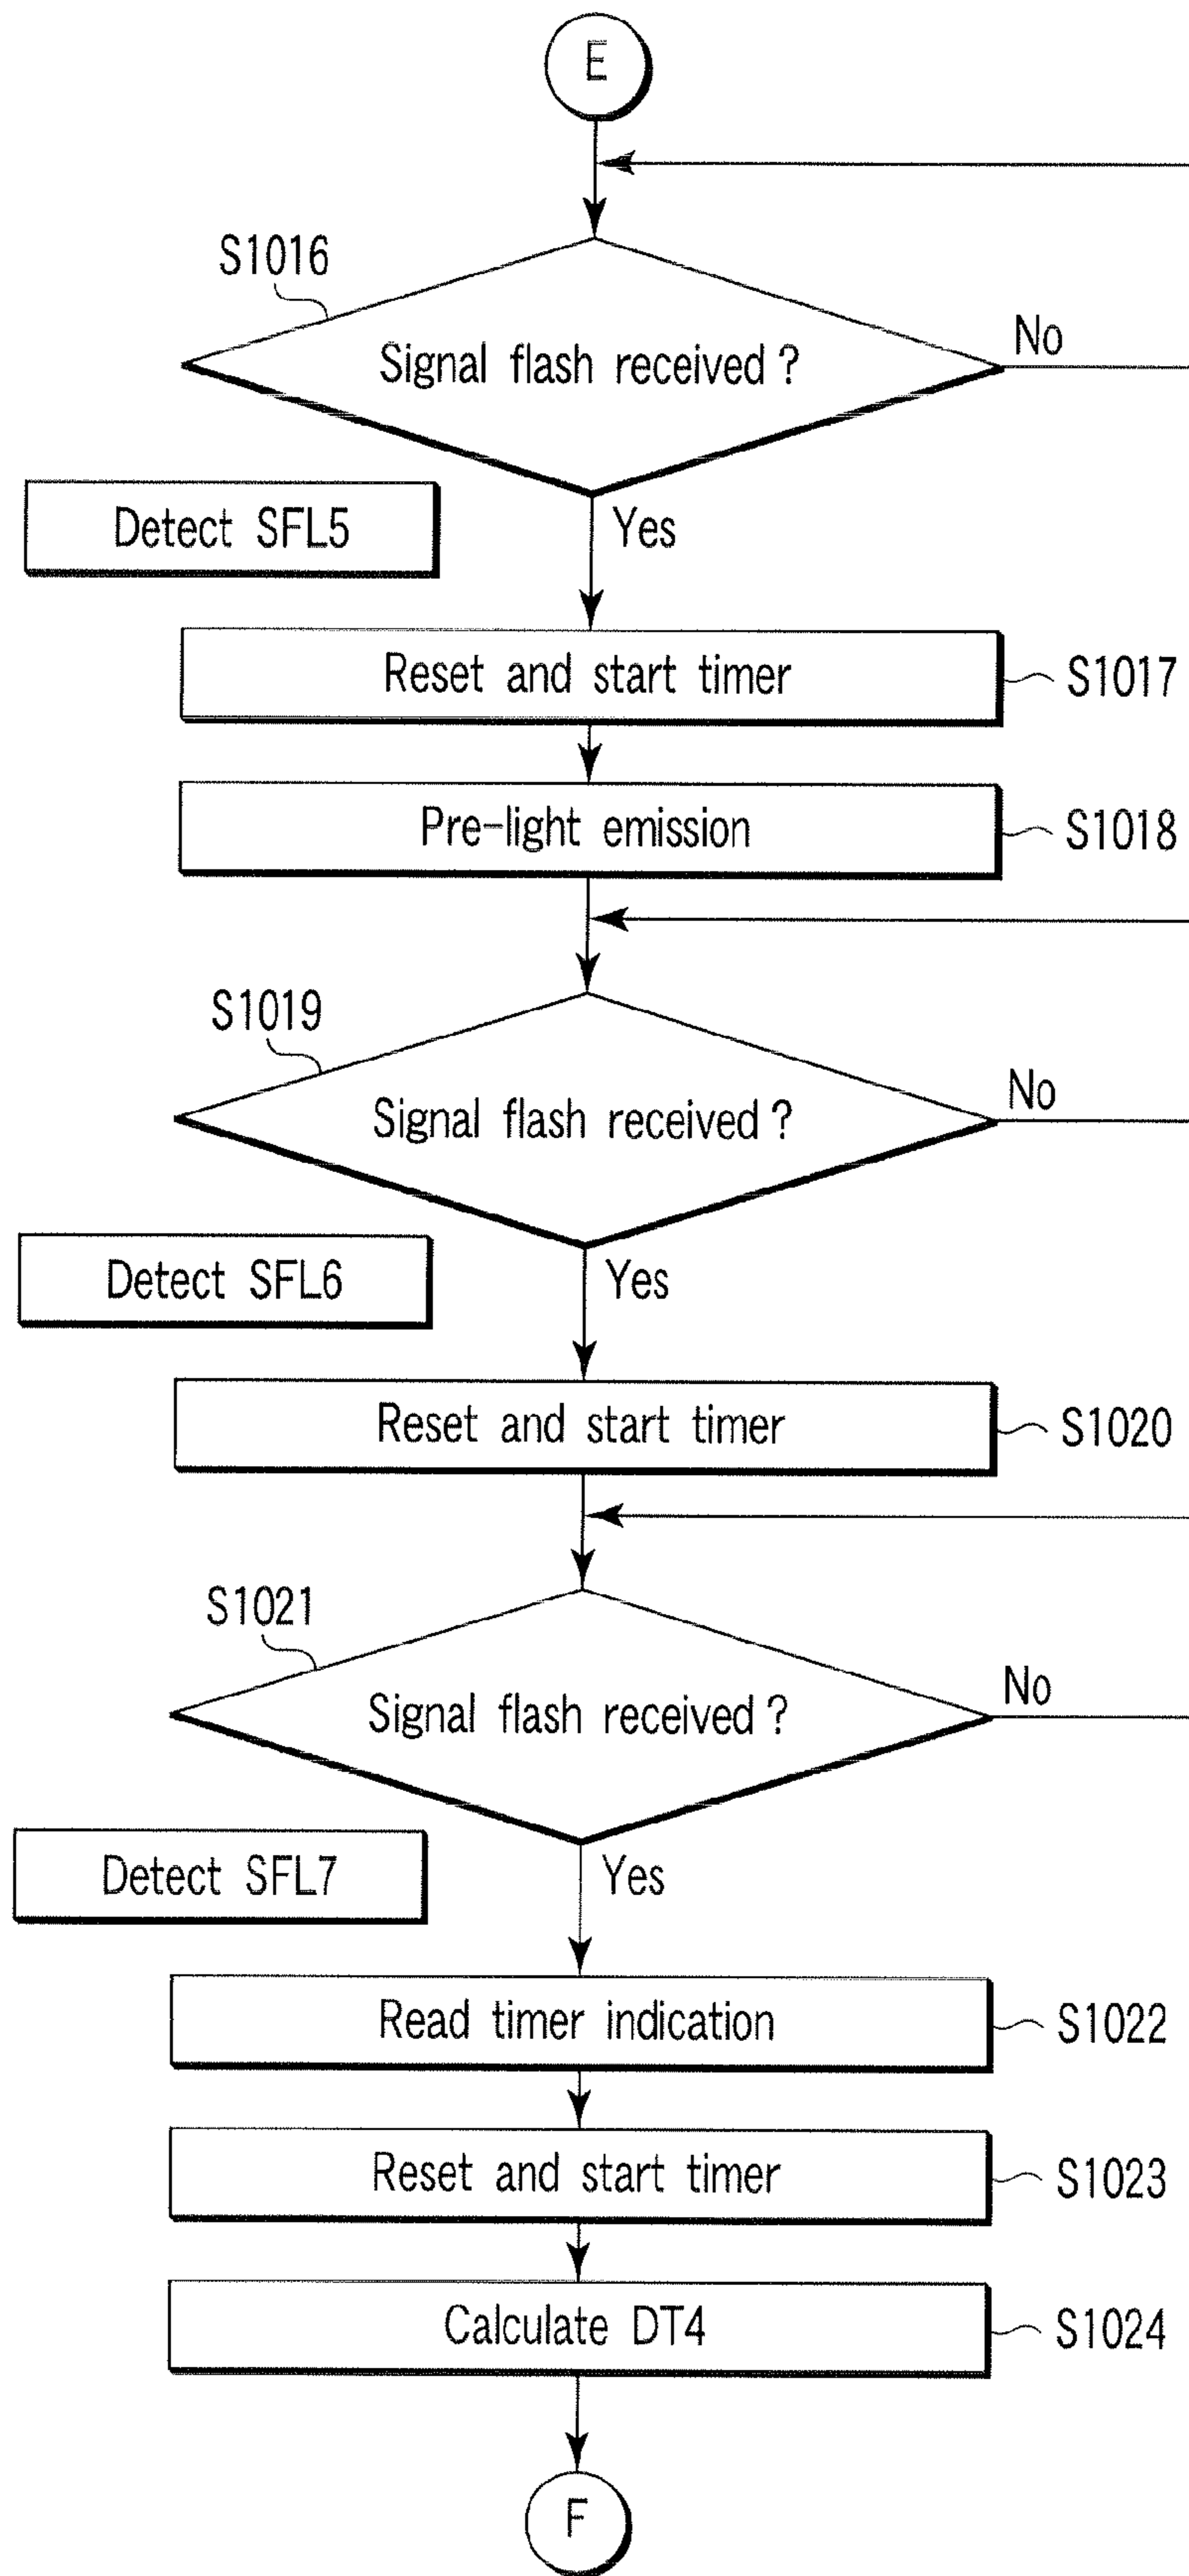 E
S1016
Signal flash received ?
No
Detect SFL5
Yes
Reset and start timer
S1017
Pre-light emission
S1018
S1019
Signal flash received ?
No
Detect SFL6
Yes
Reset and start timer
S1020
S1021
Signal flash received ?
No
Detect SFL7
Yes
Read timer indication
S1022
Reset and start timer
S1023
Calculate DT4
S1024
F